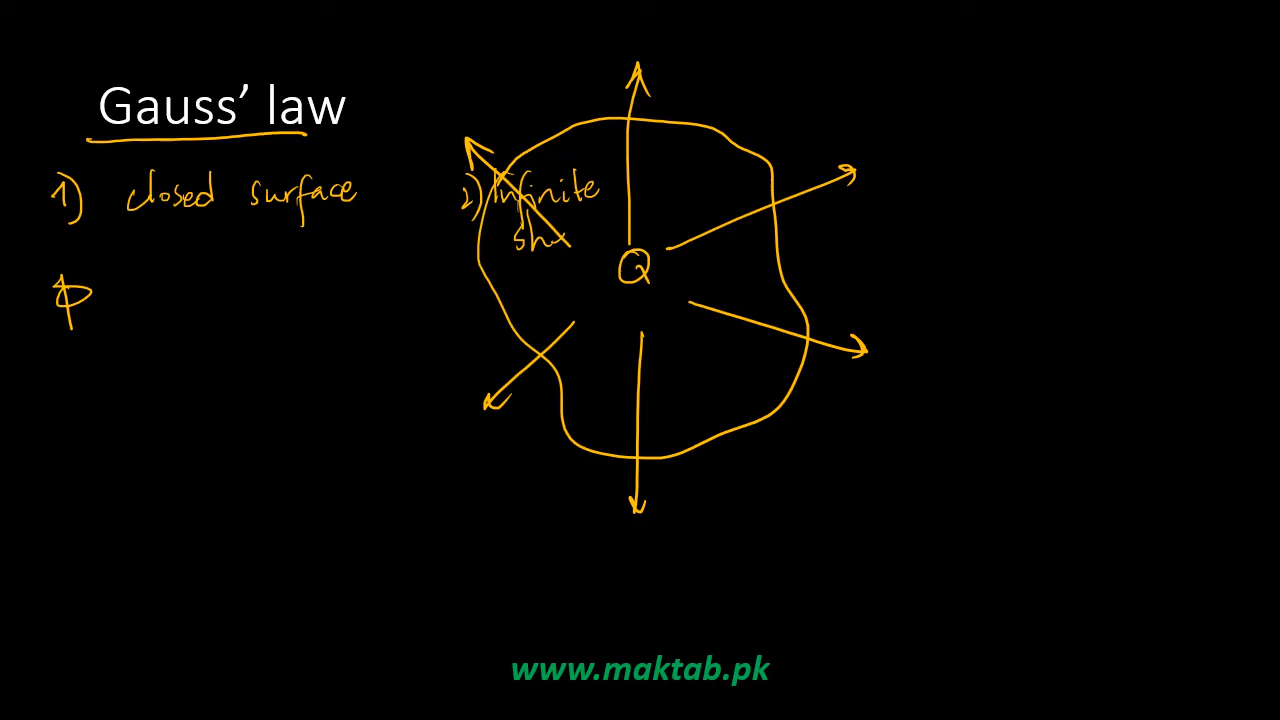 Gauss’ law
1) closed surface
2) Infinite
Φ
Q
www.maktab.pk